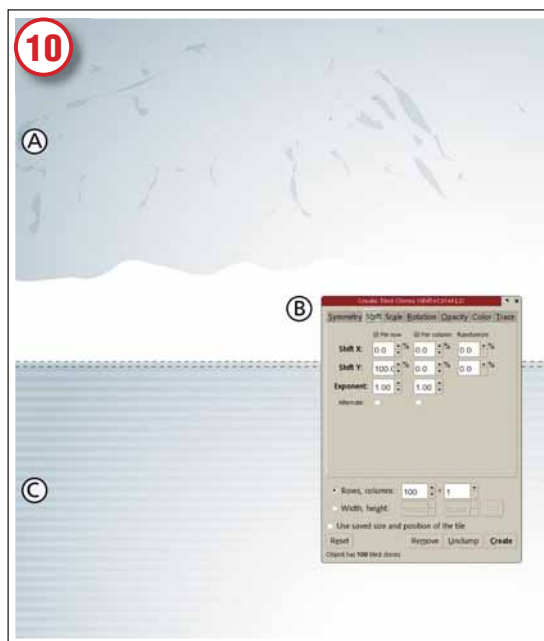 10
A
B
Create Tiled Clones (Shift+Ctrl+Alt+D)
Symmetry Shift Scale Rotation Opacity Color Trace
Per row Per column Randomize
Shift X: 0.0 % 0.0 % 0.0 %
Shift Y: 100.0 % 0.0 % 0.0 %
Exponent: 1.00 1.00
Alternate:
C
Rows, columns: 100 × 1
Width, height:
Use saved size and position of the tile
Reset Remove Unclump Create
Object has 100 tiled clones